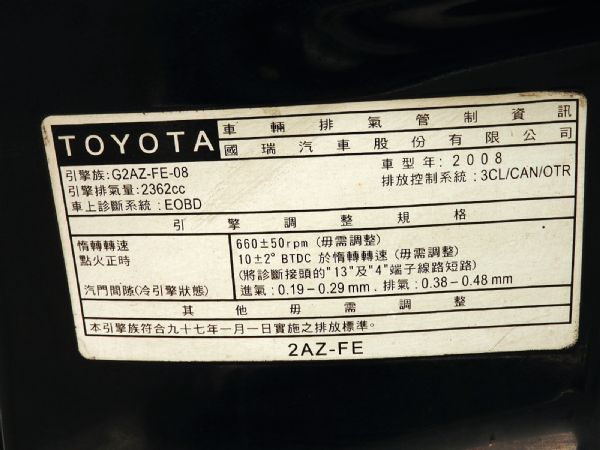 TOYOTA
車輛排氣管制資訊
國瑞汽車股份有限公司
引擎族:G2AZ-FE-08
車型年:2008
引擎排氣量:2362cc
排放控制系統:3CL/CAN/OTR
車上診斷系統:EOBD
引擎調整規格
惰轉轉速 660±50rpm (毋需調整)
點火正時 10±2° BTDC 於惰轉轉速 (毋需調整)
(將診斷接頭的"13"及"4"端子線路短路)
汽門間隙(冷引擎狀態) 進氣:0.19-0.29 mm.排氣:0.38-0.48 mm
其他毋需調整
本引擎族符合九十七年一月一日實施之排放標準。
2AZ-FE